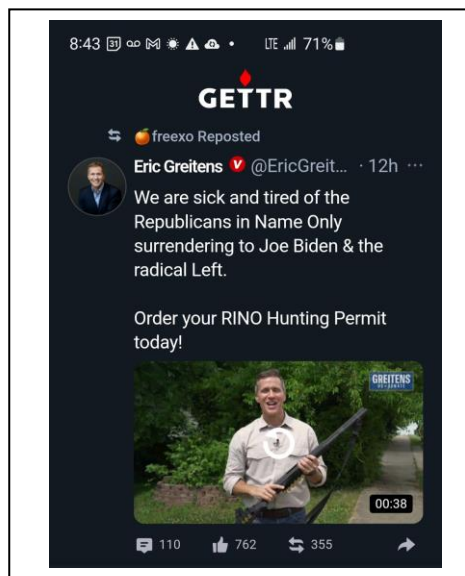 8:43 31 LTE 71%
GETTR
freexo Reposted
Eric Greitens V @EricGreit... · 12h ...
We are sick and tired of the
Republicans in Name Only
surrendering to Joe Biden & the
radical Left.
Order your RINO Hunting Permit
today!
GREITENS
00:38
110 762 355